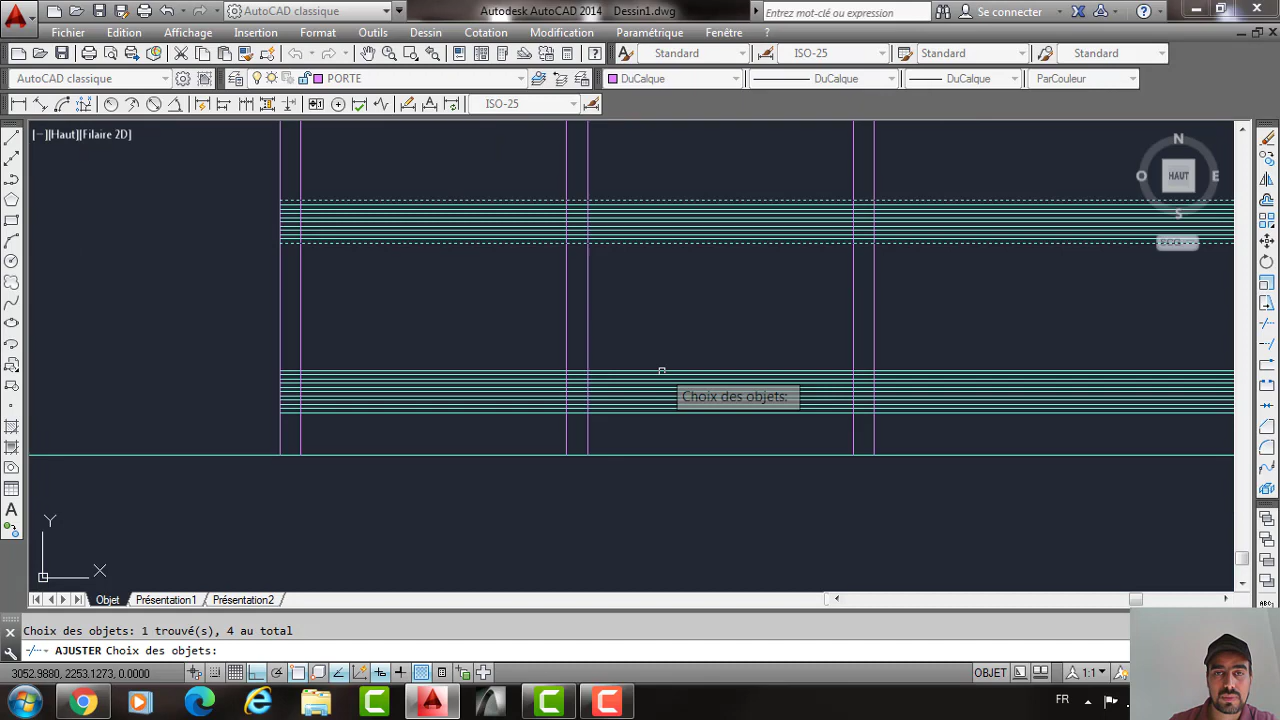 AutoCAD classique
Autodesk AutoCAD 2014 Dessin1.dwg
Entrez mot-clé ou expression
Se connecter
Fichier Edition Affichage Insertion Format Outils Dessin Cotation Modification Paramétrique Fenêtre ?
Standard ISO-25 Standard Standard
AutoCAD classique PORTE DuCalque DuCalque DuCalque ParCouleur
ISO-25
[−][Haut][Filaire 2D]
N
O HAUT E
S
ECG
Choix des objets:
Y
X
Objet Présentation1 Présentation2
Choix des objets: 1 trouvé(s), 4 au total
AJUSTER Choix des objets:
3052.9880, 2253.1273, 0.0000 OBJET 1:1
FR